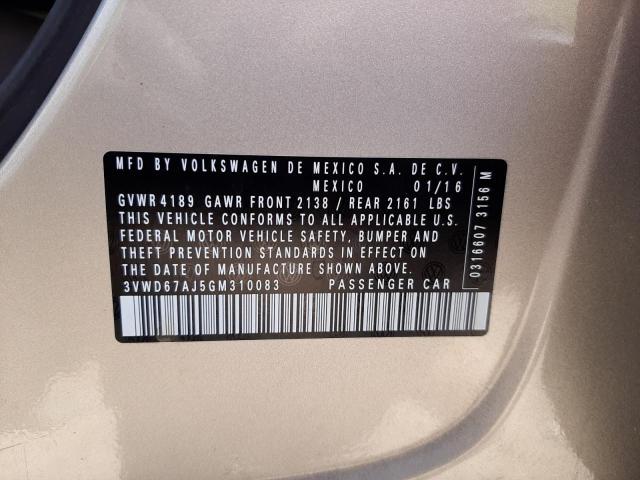 MFD BY VOLKSWAGEN DE MEXICO S.A. DE C.V.
MEXICO 01/16
GVWR 4189 GAWR FRONT 2138 / REAR 2161 LBS
THIS VEHICLE CONFORMS TO ALL APPLICABLE U.S.
FEDERAL MOTOR VEHICLE SAFETY, BUMPER AND
THEFT PREVENTION STANDARDS IN EFFECT ON
THE DATE OF MANUFACTURE SHOWN ABOVE.
3VWD67AJ5GM310083 PASSENGER CAR
0316607 3156 M